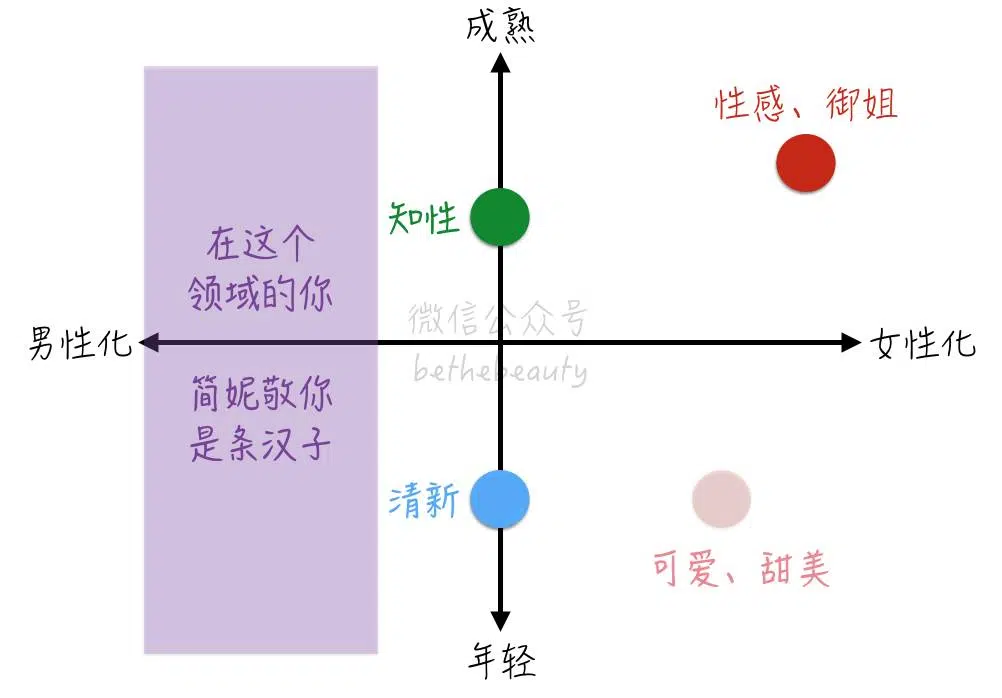 成熟
性感、御姐
知性
在这个
领域的你
微信公众号
男性化
女性化
bethebeauty
简妮敬你
是条汉子
清新
可爱、甜美
年轻